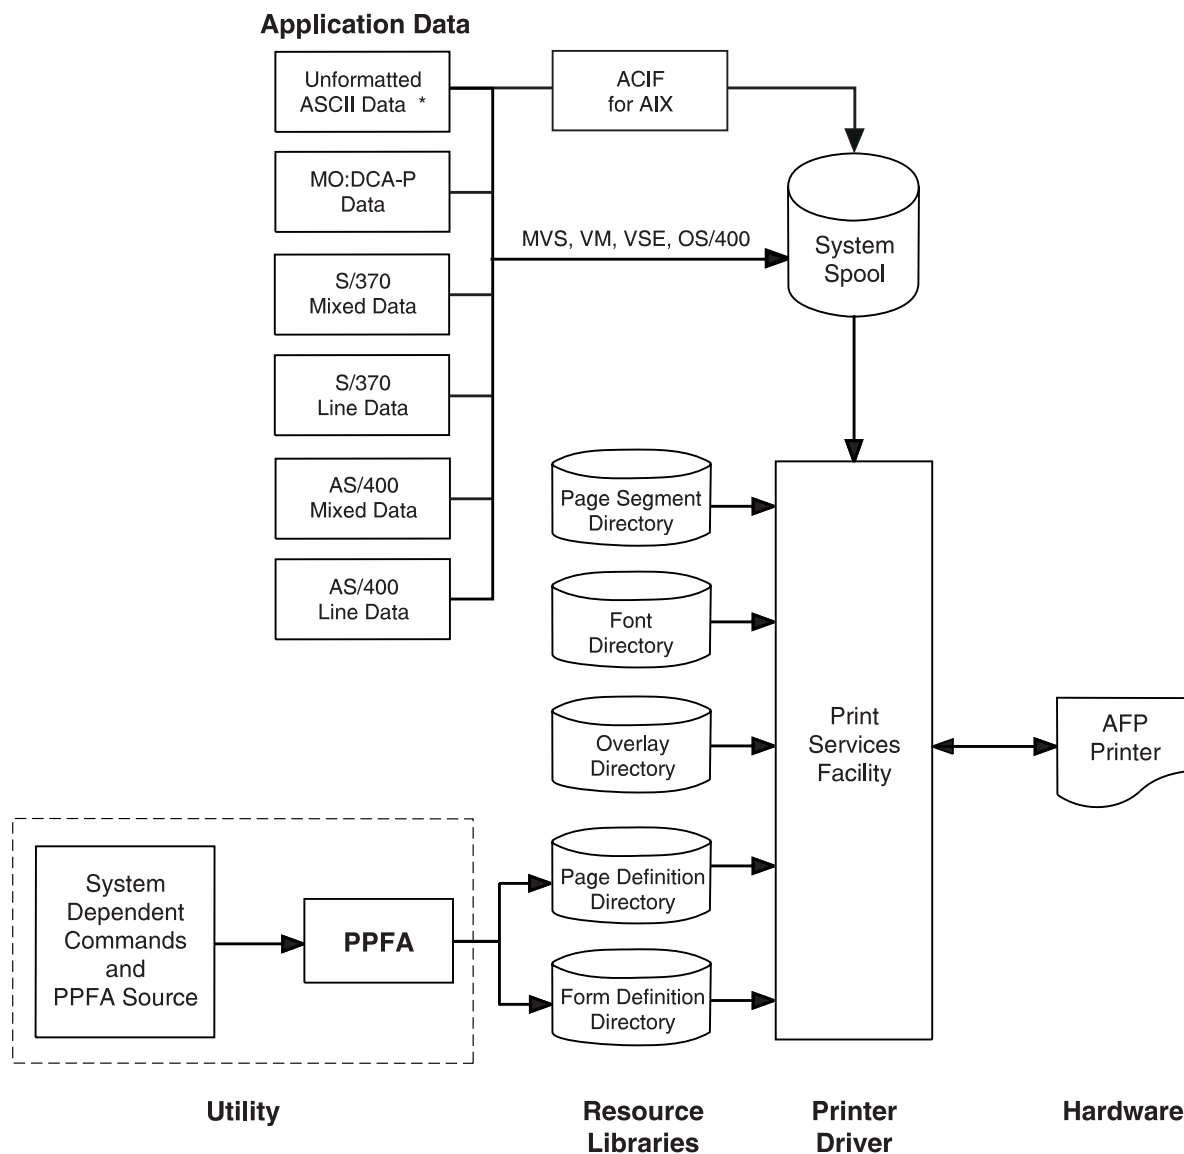 Application Data
Unformatted
ASCII Data *
ACIF
for AIX
MO:DCA-P
Data
MVS, VM, VSE, OS/400
System
Spool
S/370
Mixed Data
S/370
Line Data
AS/400
Mixed Data
AS/400
Line Data
Page Segment
Directory
Font
Directory
Overlay
Directory
Print
Services
Facility
AFP
Printer
System
Dependent
Commands
and
PPFA Source
PPFA
Page Definition
Directory
Form Definition
Directory
Utility
Resource
Libraries
Printer
Driver
Hardware